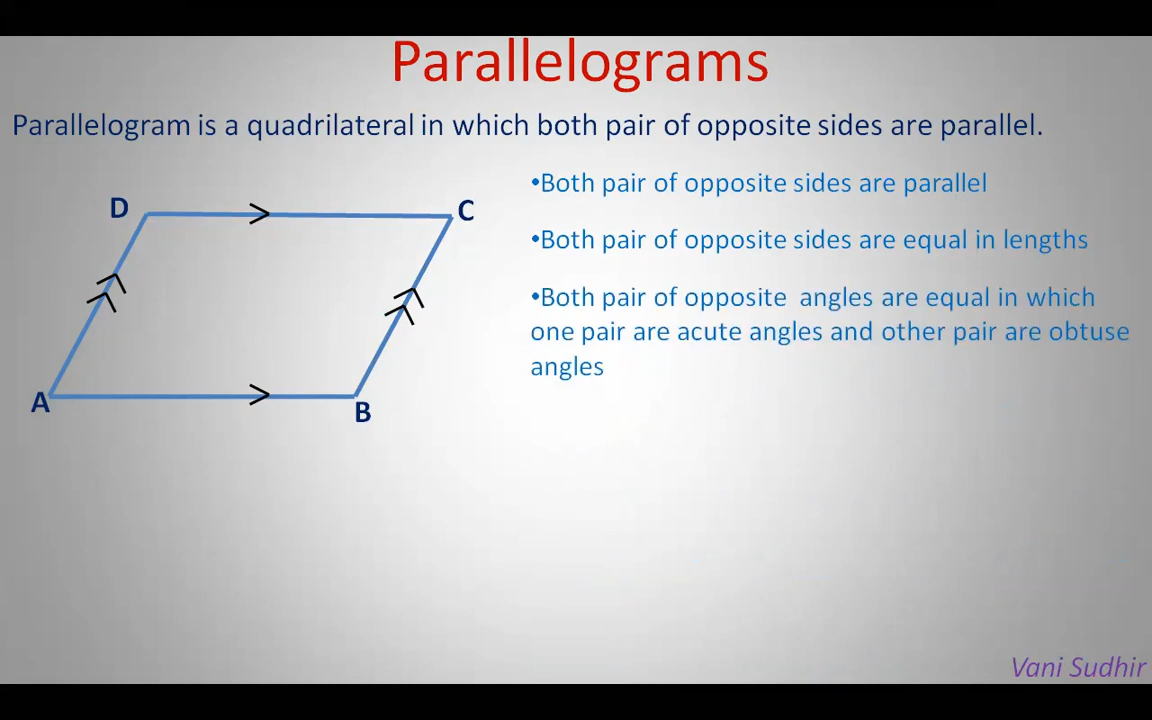 Parallelograms
Parallelogram is a quadrilateral in which both pair of opposite sides are parallel.
•Both pair of opposite sides are parallel
D
C
•Both pair of opposite sides are equal in lengths
•Both pair of opposite  angles are equal in which
one pair are acute angles and other pair are obtuse
angles
A
B
Vani Sudhir